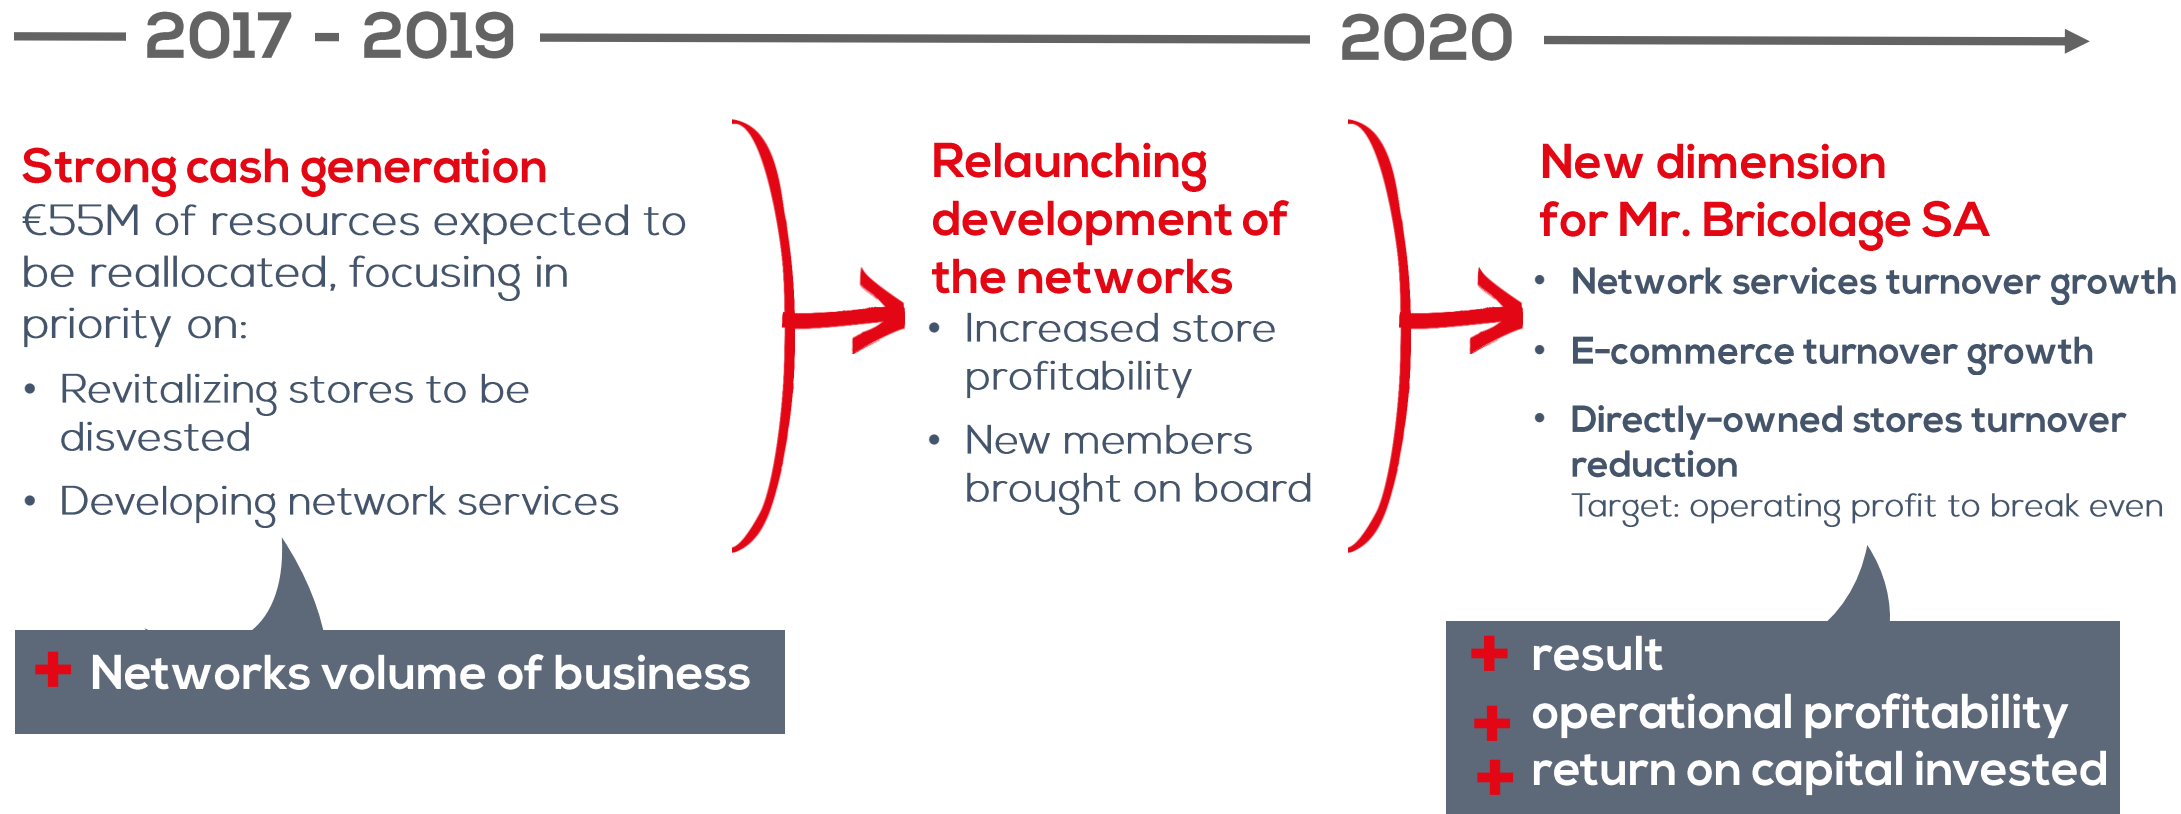 2017 - 2019
2020
Strong cash generation
€55M of resources expected to
be reallocated, focusing in
priority on:
• Revitalizing stores to be
disvested
• Developing network services
+ Networks volume of business
Relaunching
development of
the networks
• Increased store
profitability
• New members
brought on board
New dimension
for Mr. Bricolage SA
• Network services turnover growth
• E-commerce turnover growth
• Directly-owned stores turnover
reduction
Target: operating profit to break even
+ result
+ operational profitability
+ return on capital invested